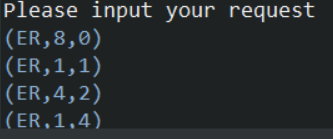 Please input your request
(ER,8,0)
(ER,1,1)
(ER,4,2)
(ER,1,4)